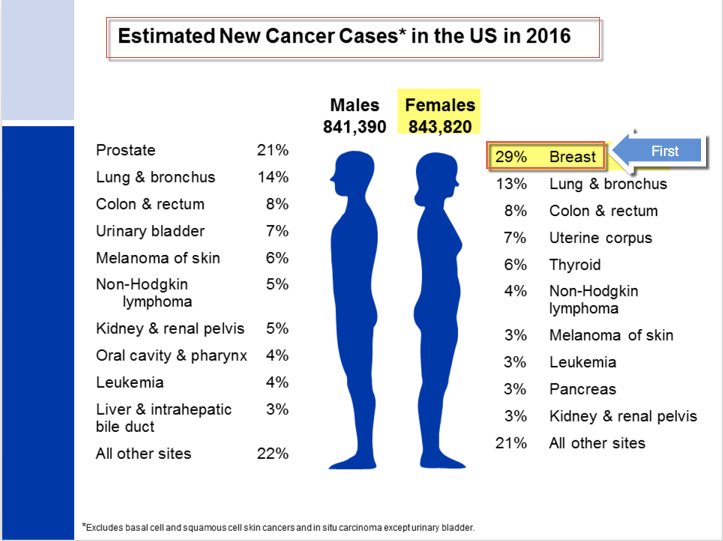 Estimated New Cancer Cases* in the US in 2016
Males
841,390
Females
843,820
Prostate 21%
Lung & bronchus 14%
Colon & rectum 8%
Urinary bladder 7%
Melanoma of skin 6%
Non-Hodgkin 5%
lymphoma
Kidney & renal pelvis 5%
Oral cavity & pharynx 4%
Leukemia 4%
Liver & intrahepatic 3%
bile duct
All other sites 22%
29% Breast
First
13% Lung & bronchus
8% Colon & rectum
7% Uterine corpus
6% Thyroid
4% Non-Hodgkin
lymphoma
3% Melanoma of skin
3% Leukemia
3% Pancreas
3% Kidney & renal pelvis
21% All other sites
*Excludes basal cell and squamous cell skin cancers and in situ carcinoma except urinary bladder.